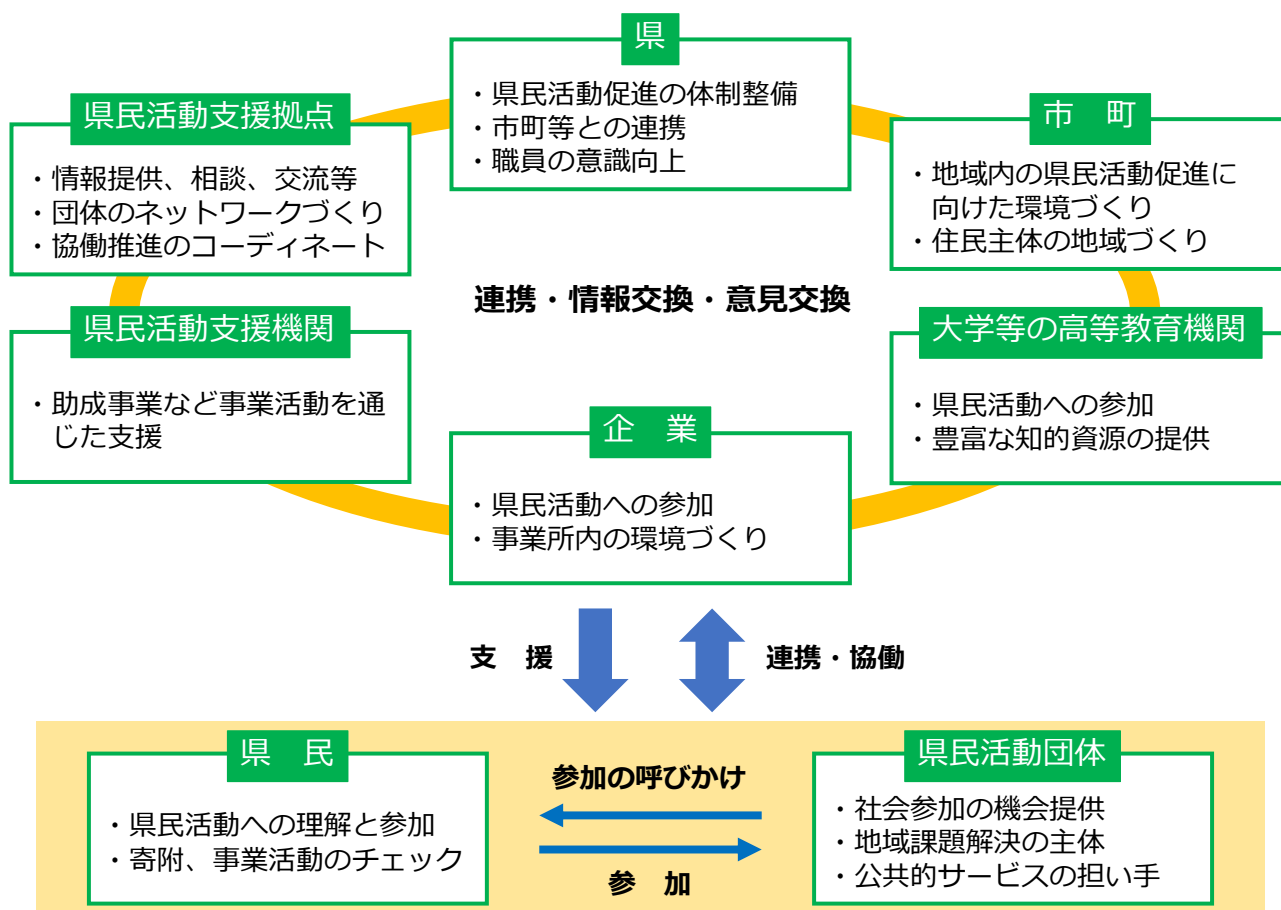 県
・県民活動促進の体制整備
・市町等との連携
・職員の意識向上
県民活動支援拠点
・情報提供、相談、交流等
・団体のネットワークづくり
・協働推進のコーディネート
市　町
・地域内の県民活動促進に
向けた環境づくり
・住民主体の地域づくり
連携・情報交換・意見交換
県民活動支援機関
・助成事業など事業活動を通
じた支援
大学等の高等教育機関
・県民活動への参加
・豊富な知的資源の提供
企　業
・県民活動への参加
・事業所内の環境づくり
支　援
連携・協働
県　民
・県民活動への理解と参加
・寄附、事業活動のチェック
参加の呼びかけ
参　加
県民活動団体
・社会参加の機会提供
・地域課題解決の主体
・公共的サービスの担い手